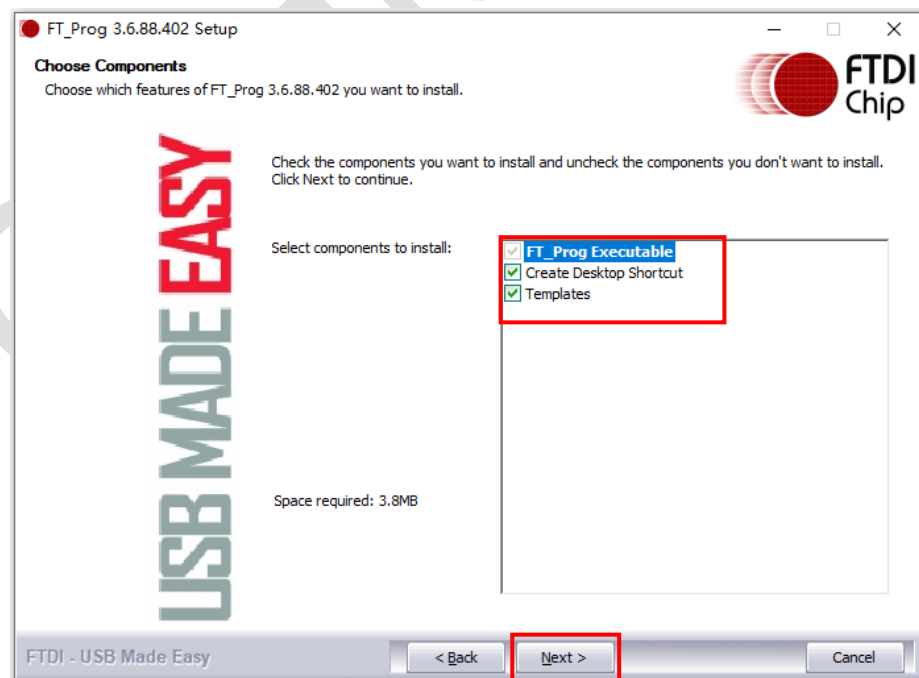 FT_Prog 3.6.88.402 Setup
Choose Components
Choose which features of FT_Prog 3.6.88.402 you want to install.
FTDI
Chip
USB MADE EASY
Check the components you want to install and uncheck the components you don't want to install.
Click Next to continue.
Select components to install:
FT_Prog Executable
Create Desktop Shortcut
Templates
Space required: 3.8MB
FTDI - USB Made Easy
< Back
Next >
Cancel